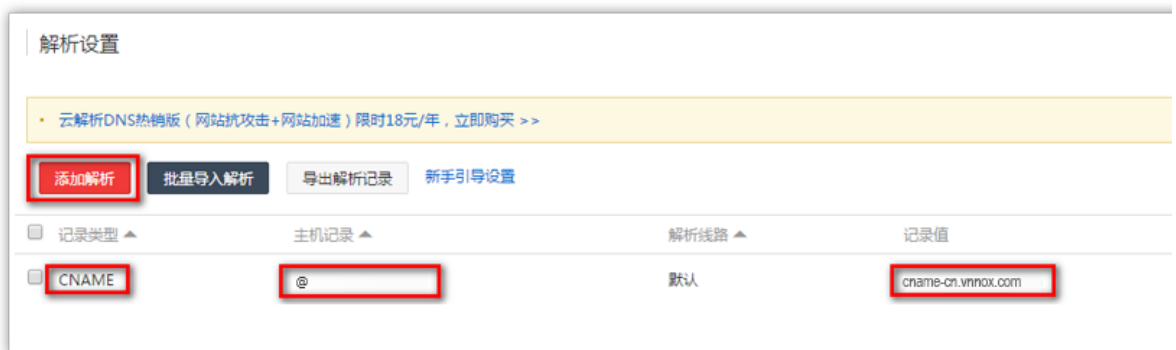 解析设置
· 云解析DNS热销版（网站抗攻击+网站加速）限时18元/年，立即购买 >>
添加解析 批量导入解析 导出解析记录 新手引导设置
记录类型 主机记录 解析线路 记录值
CNAME @ 默认 cname-cn.vnnox.com